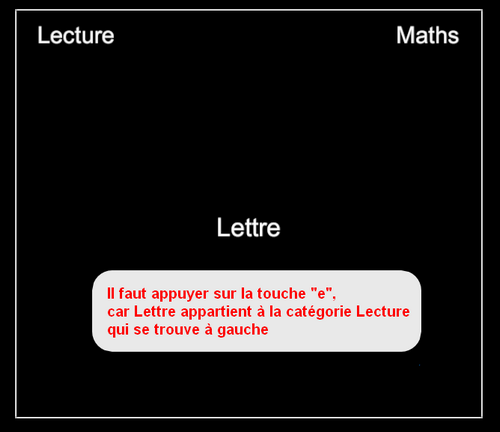 Lecture Maths
Lettre
Il faut appuyer sur la touche "e",
car Lettre appartient à la catégorie Lecture
qui se trouve à gauche